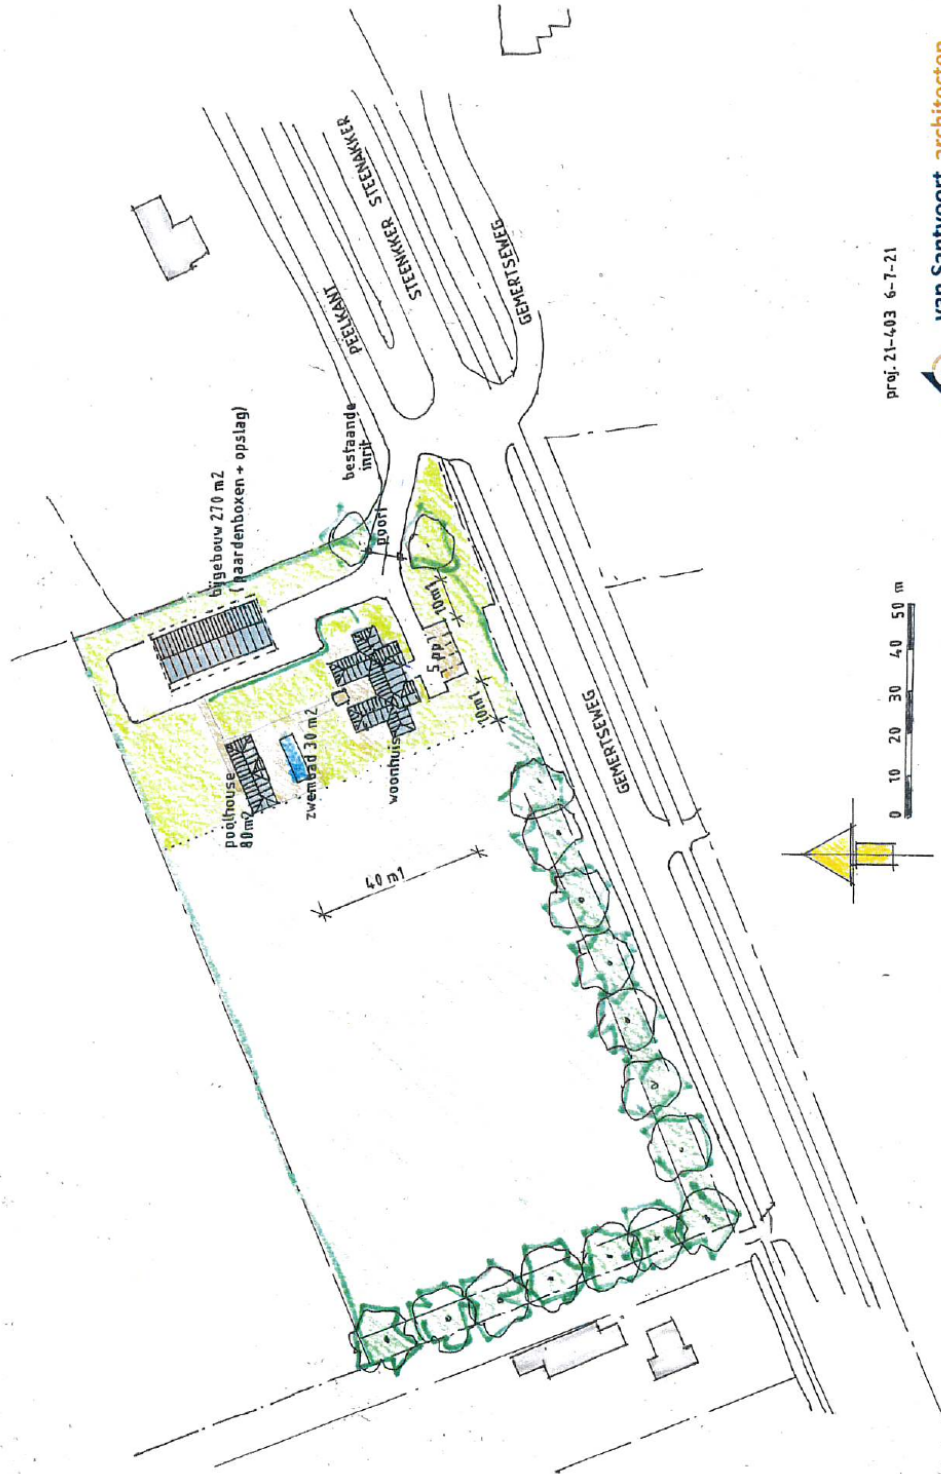 PEELKANT
STEENKKER STEENAKKER
GEMERTSEWEG
bijgebouw 270 m2
(paardenboxen + opslag)
bestaande
inrit
poort
poolhouse
80m2
zwembad 30 m2
woonhuis
5 pp
10m1
10m1
40 m1
GEMERTSEWEG
0 10 20 30 40 50 m
proj. 21-403 6-7-21
van Santvoort architecten